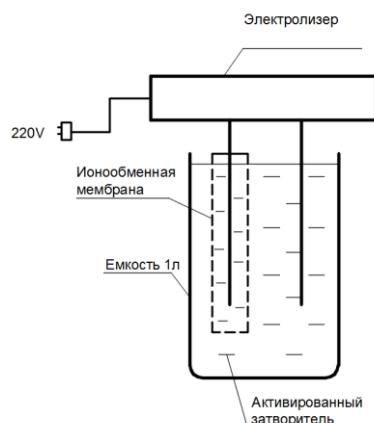 Электролизер
220V
Ионообменная
мембрана
Емкость 1л
Активированный
затворитель